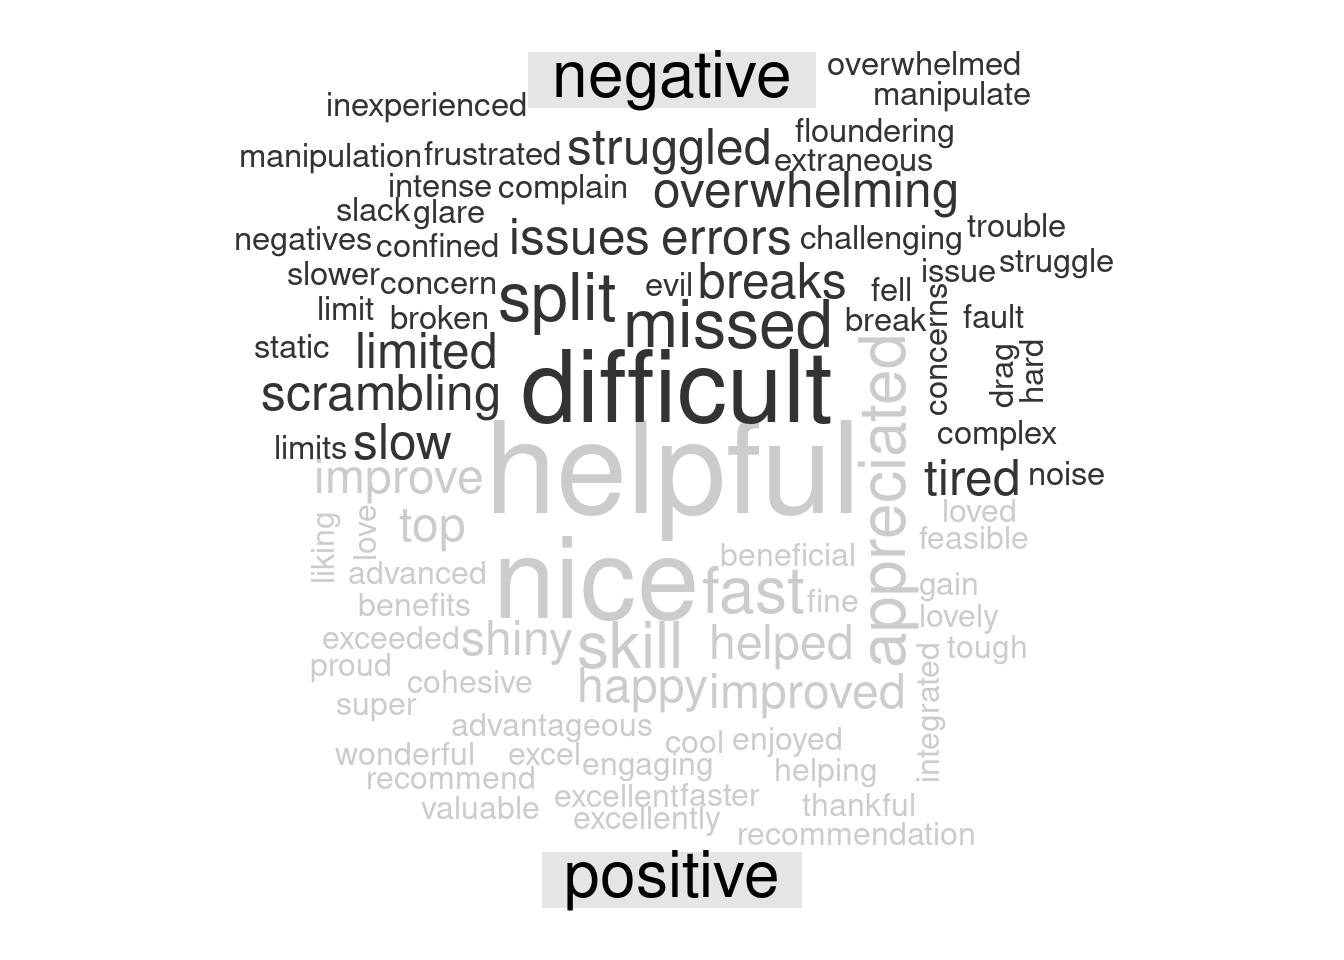 negative
overwhelmed
manipulate
inexperienced
floundering
struggled
manipulation
frustrated
extraneous
intense
complain
overwhelming
slack
glare
trouble
negatives
confined
issues
errors
challenging
struggle
slower
concern
split
evil
breaks
fell
issue
concerns
limit
broken
missed
break
fault
static
limited
difficult
drag
hard
scrambling
appreciated
limits
slow
complex
improve
helpful
tired
noise
liking
love
top
loved
feasible
advanced
nice
beneficial
fast
fine
gain
benefits
lovely
exceeded
shiny
skill
helped
tough
proud
cohesive
happy
improved
integrated
super
advantageous
wonderful
excel
cool
enjoyed
recommend
engaging
helping
valuable
excellent
faster
thankful
excellently
recommendation
positive